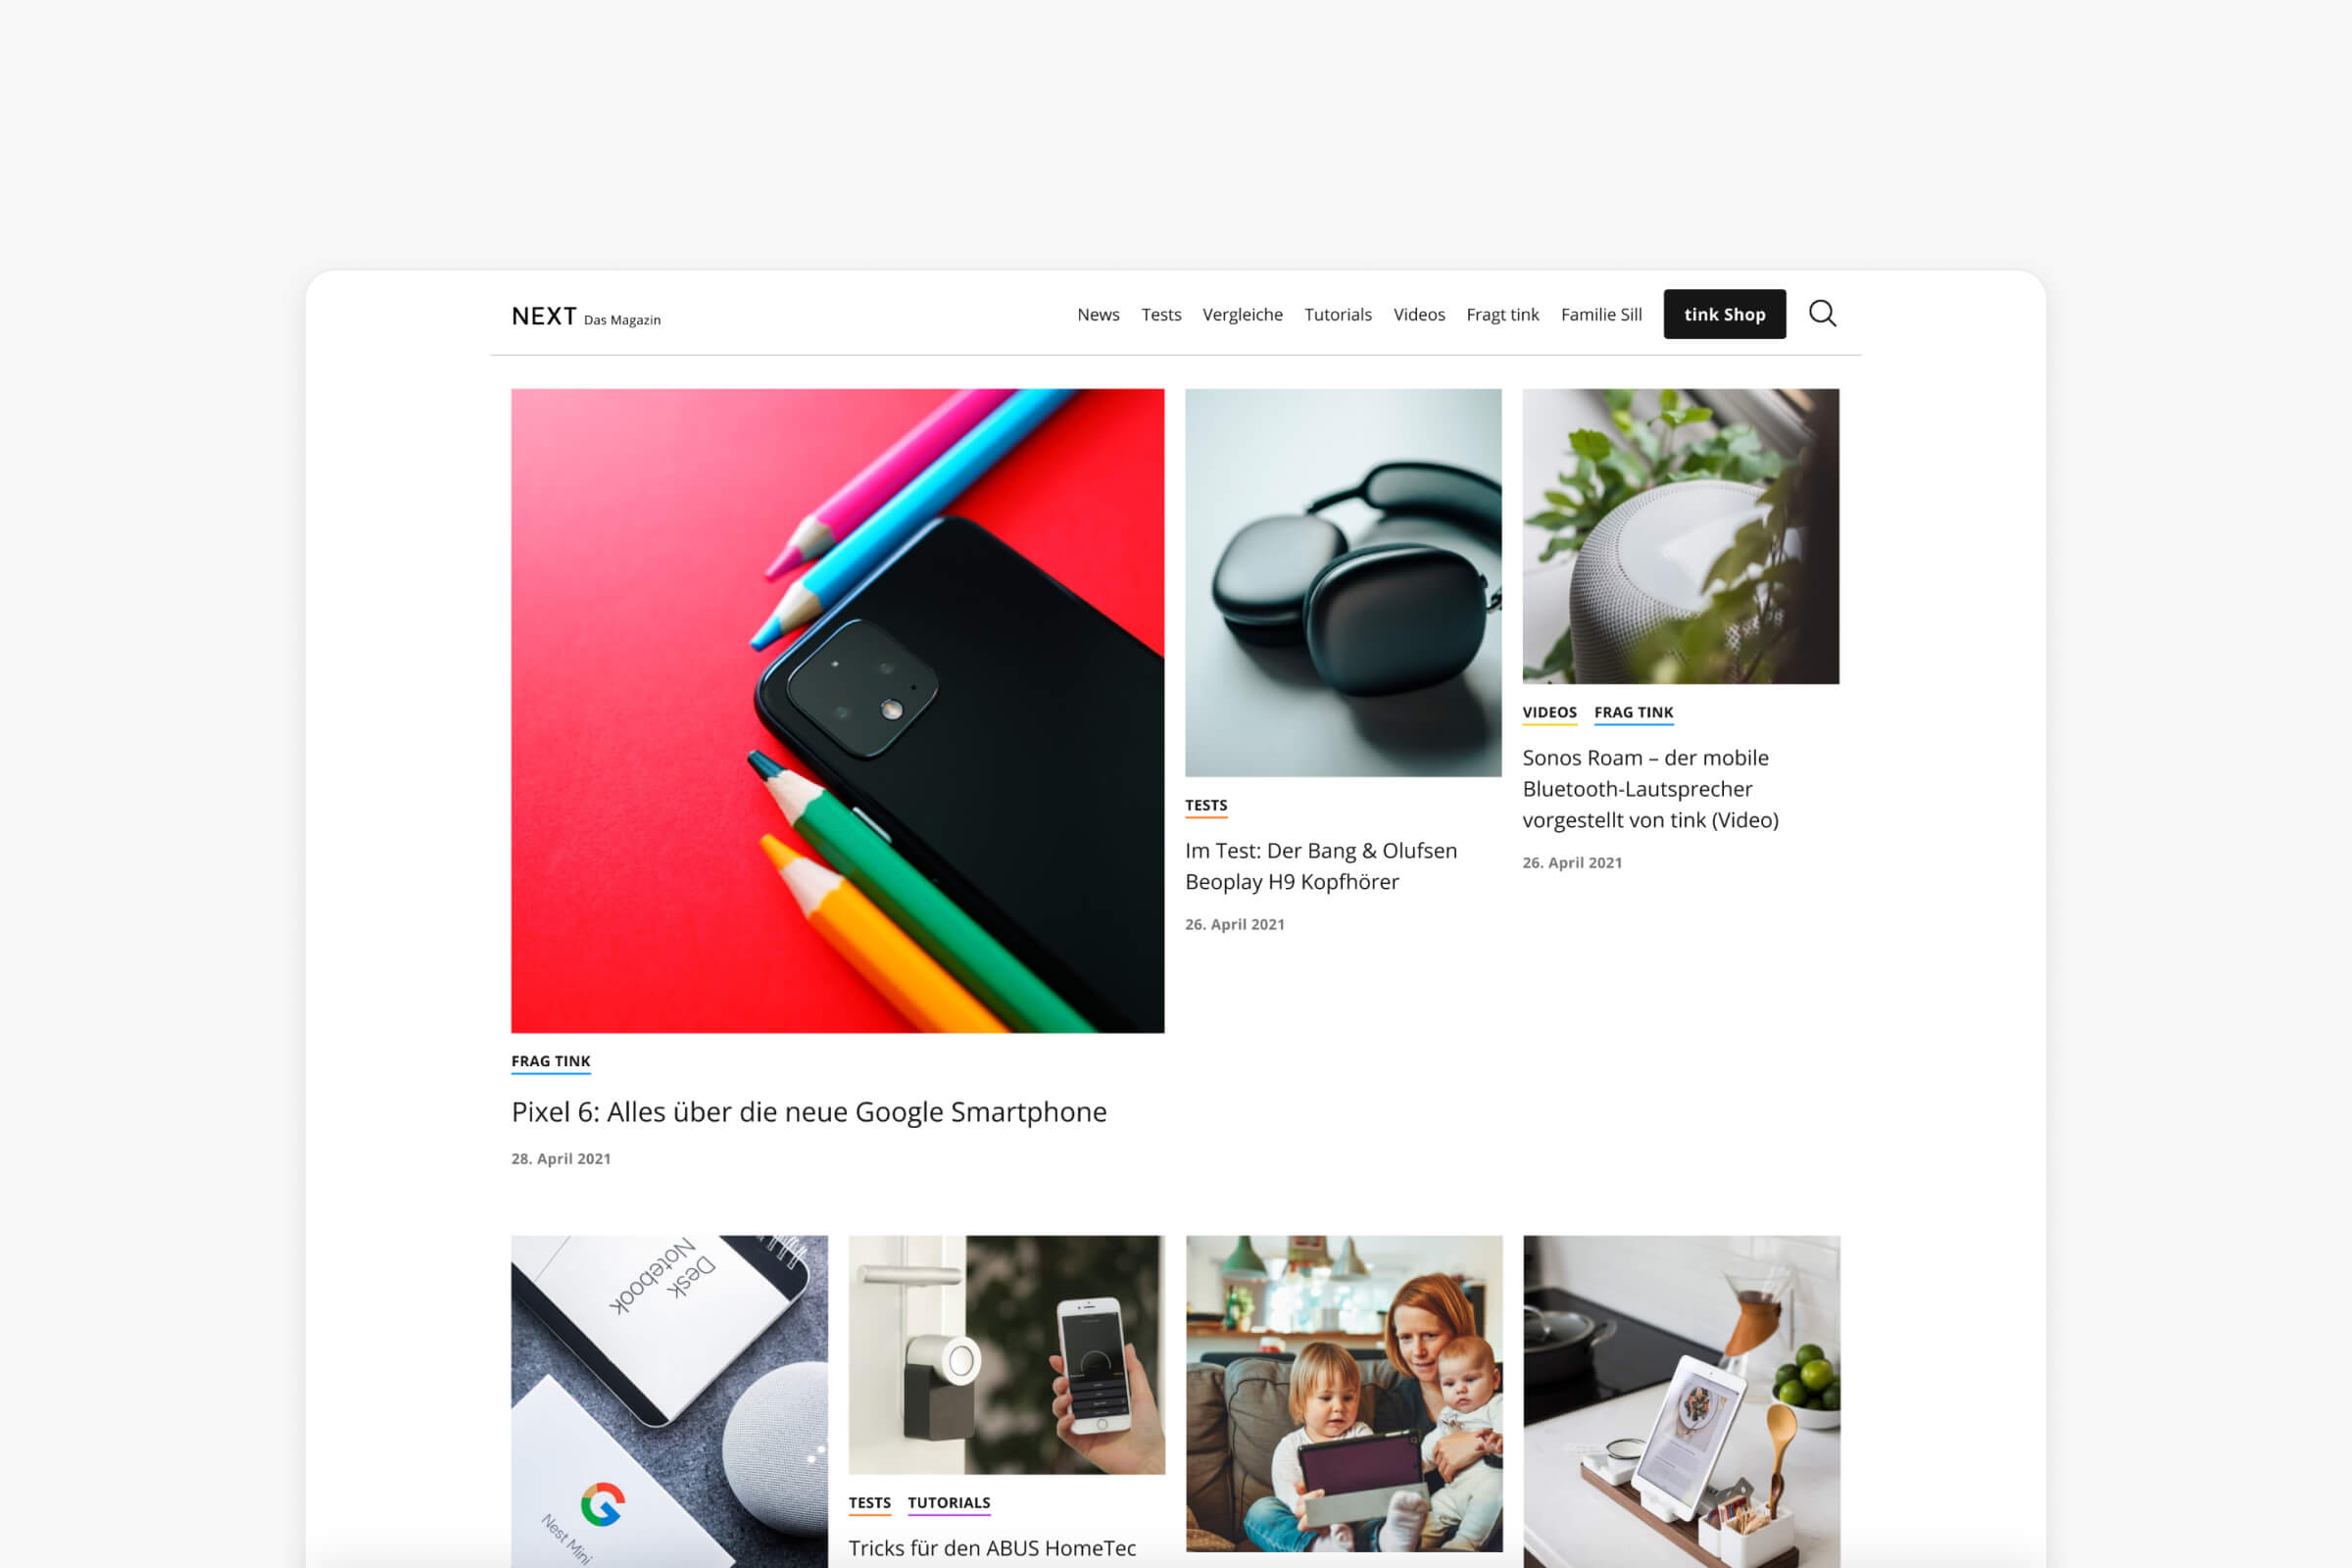 NEXT Das Magazin
News Tests Vergleiche Tutorials Videos Fragt tink Familie Sill tink Shop
FRAG TINK
Pixel 6: Alles über die neue Google Smartphone
28. April 2021
TESTS
Im Test: Der Bang & Olufsen
Beoplay H9 Kopfhörer
26. April 2021
VIDEOS FRAG TINK
Sonos Roam – der mobile
Bluetooth-Lautsprecher
vorgestellt von tink (Video)
26. April 2021
Desk
Notebook
Nest Mini
TESTS TUTORIALS
Tricks für den ABUS HomeTec